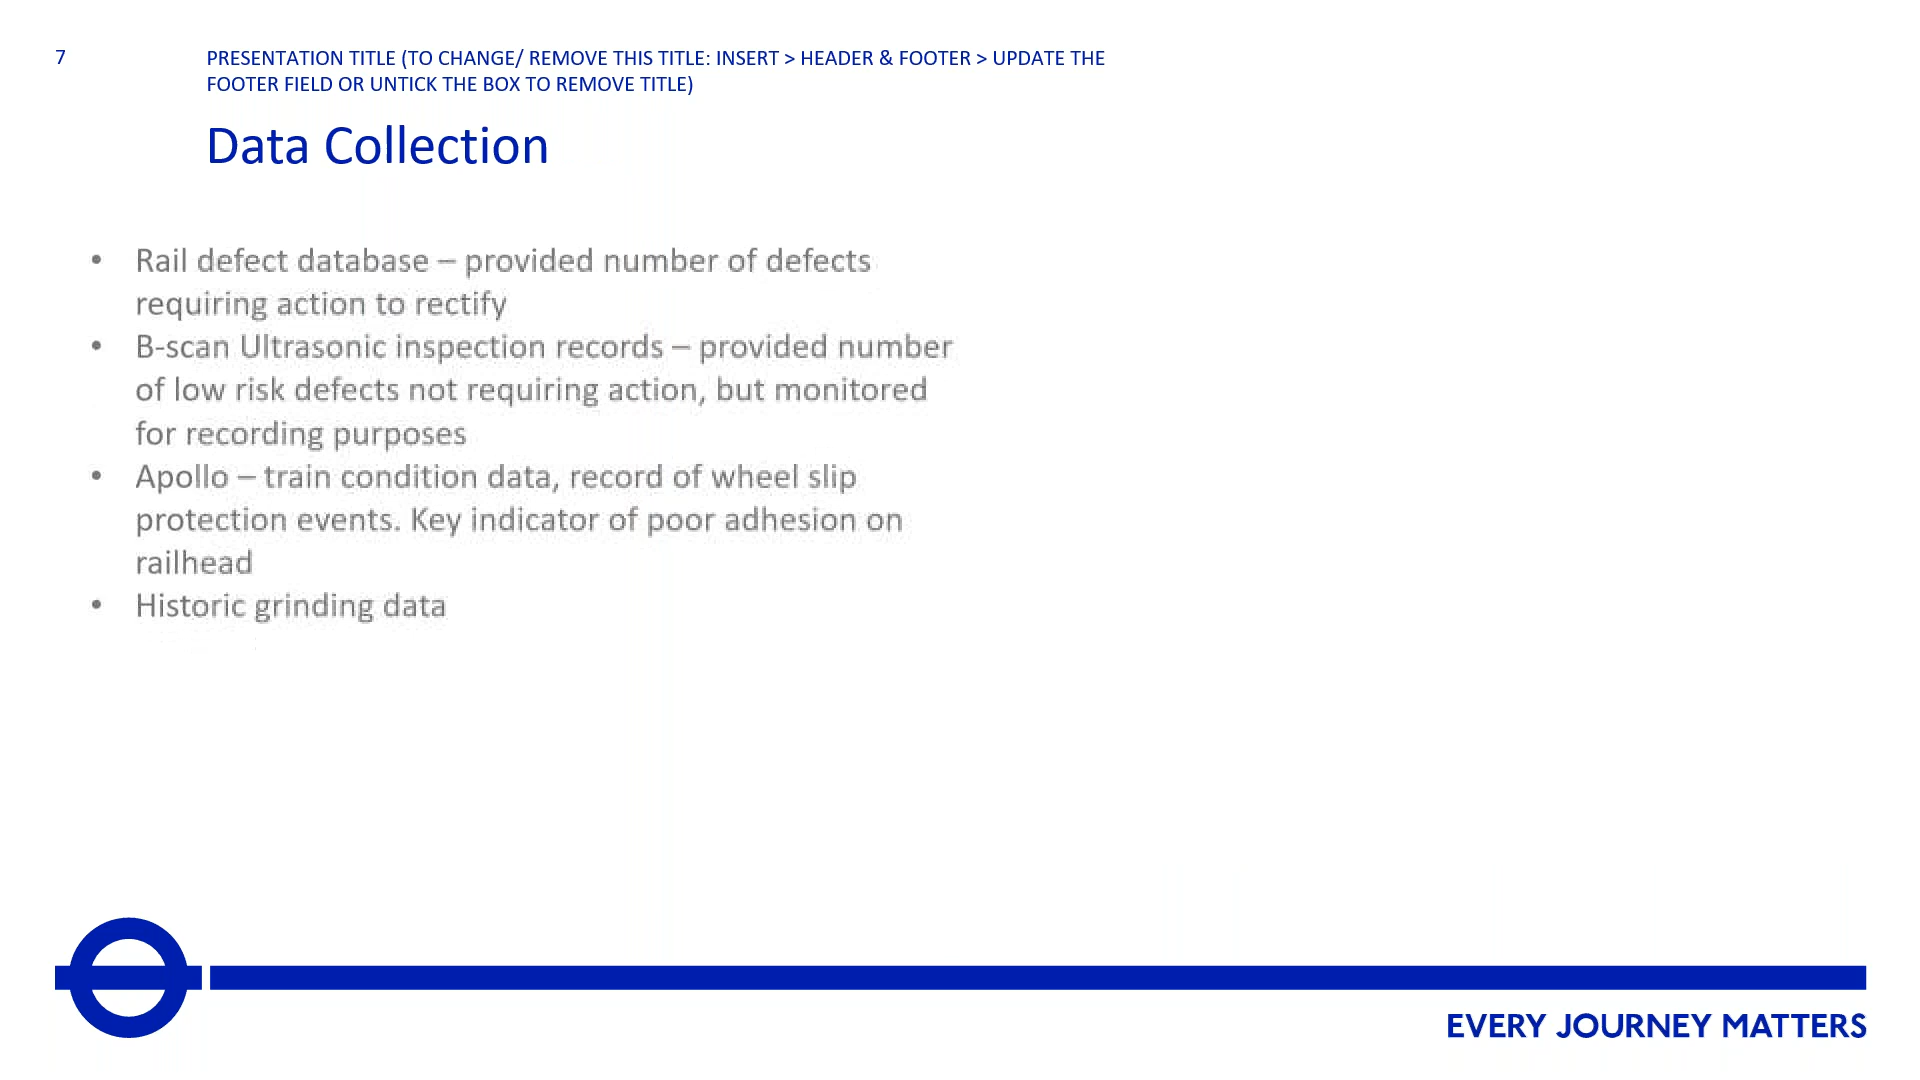 7
PRESENTATION TITLE (TO CHANGE/ REMOVE THIS TITLE: INSERT > HEADER & FOOTER > UPDATE THE
FOOTER FIELD OR UNTICK THE BOX TO REMOVE TITLE)
Data Collection
• Rail defect database – provided number of defects
requiring action to rectify
• B-scan Ultrasonic inspection records – provided number
of low risk defects not requiring action, but monitored
for recording purposes
• Apollo – train condition data, record of wheel slip
protection events. Key indicator of poor adhesion on
railhead
• Historic grinding data
EVERY JOURNEY MATTERS